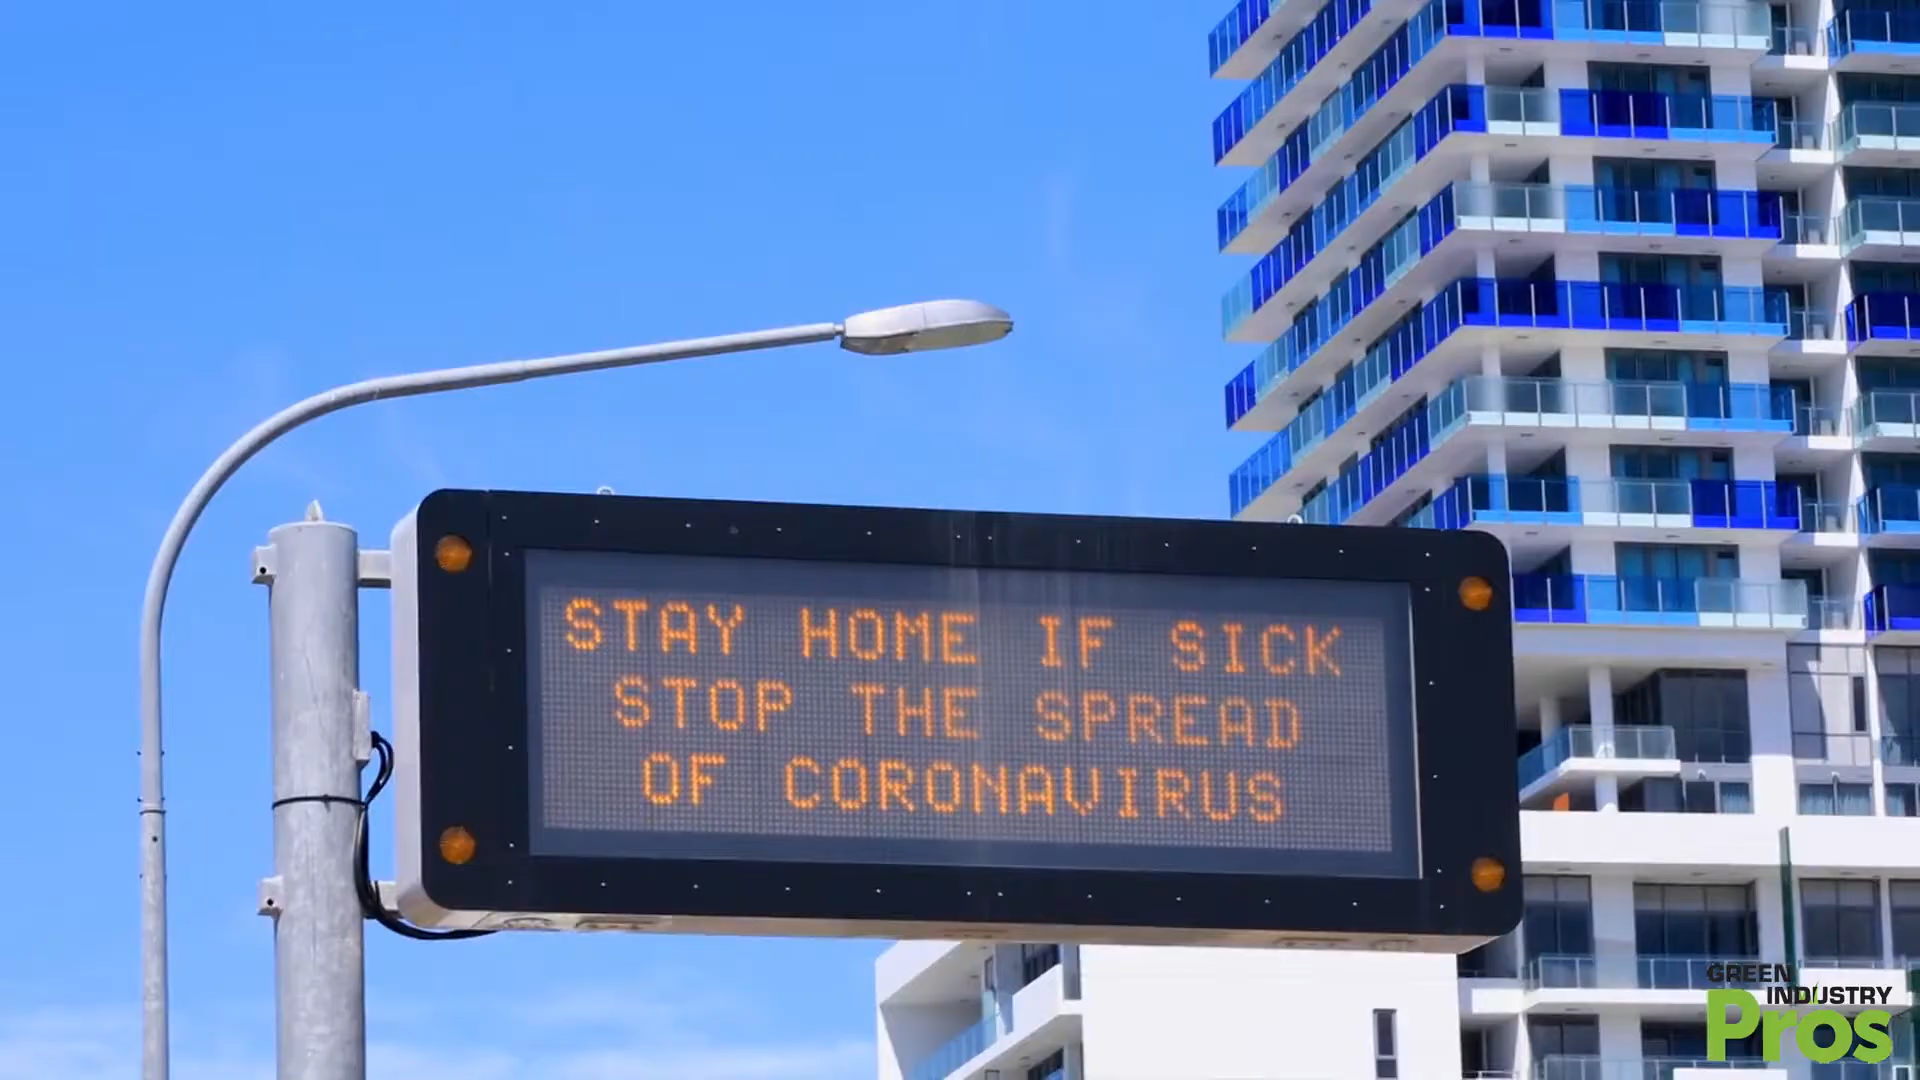 STAY HOME IF SICK
STOP THE SPREAD
OF CORONAVIRUS
GREEN
INDUSTRY
Pros